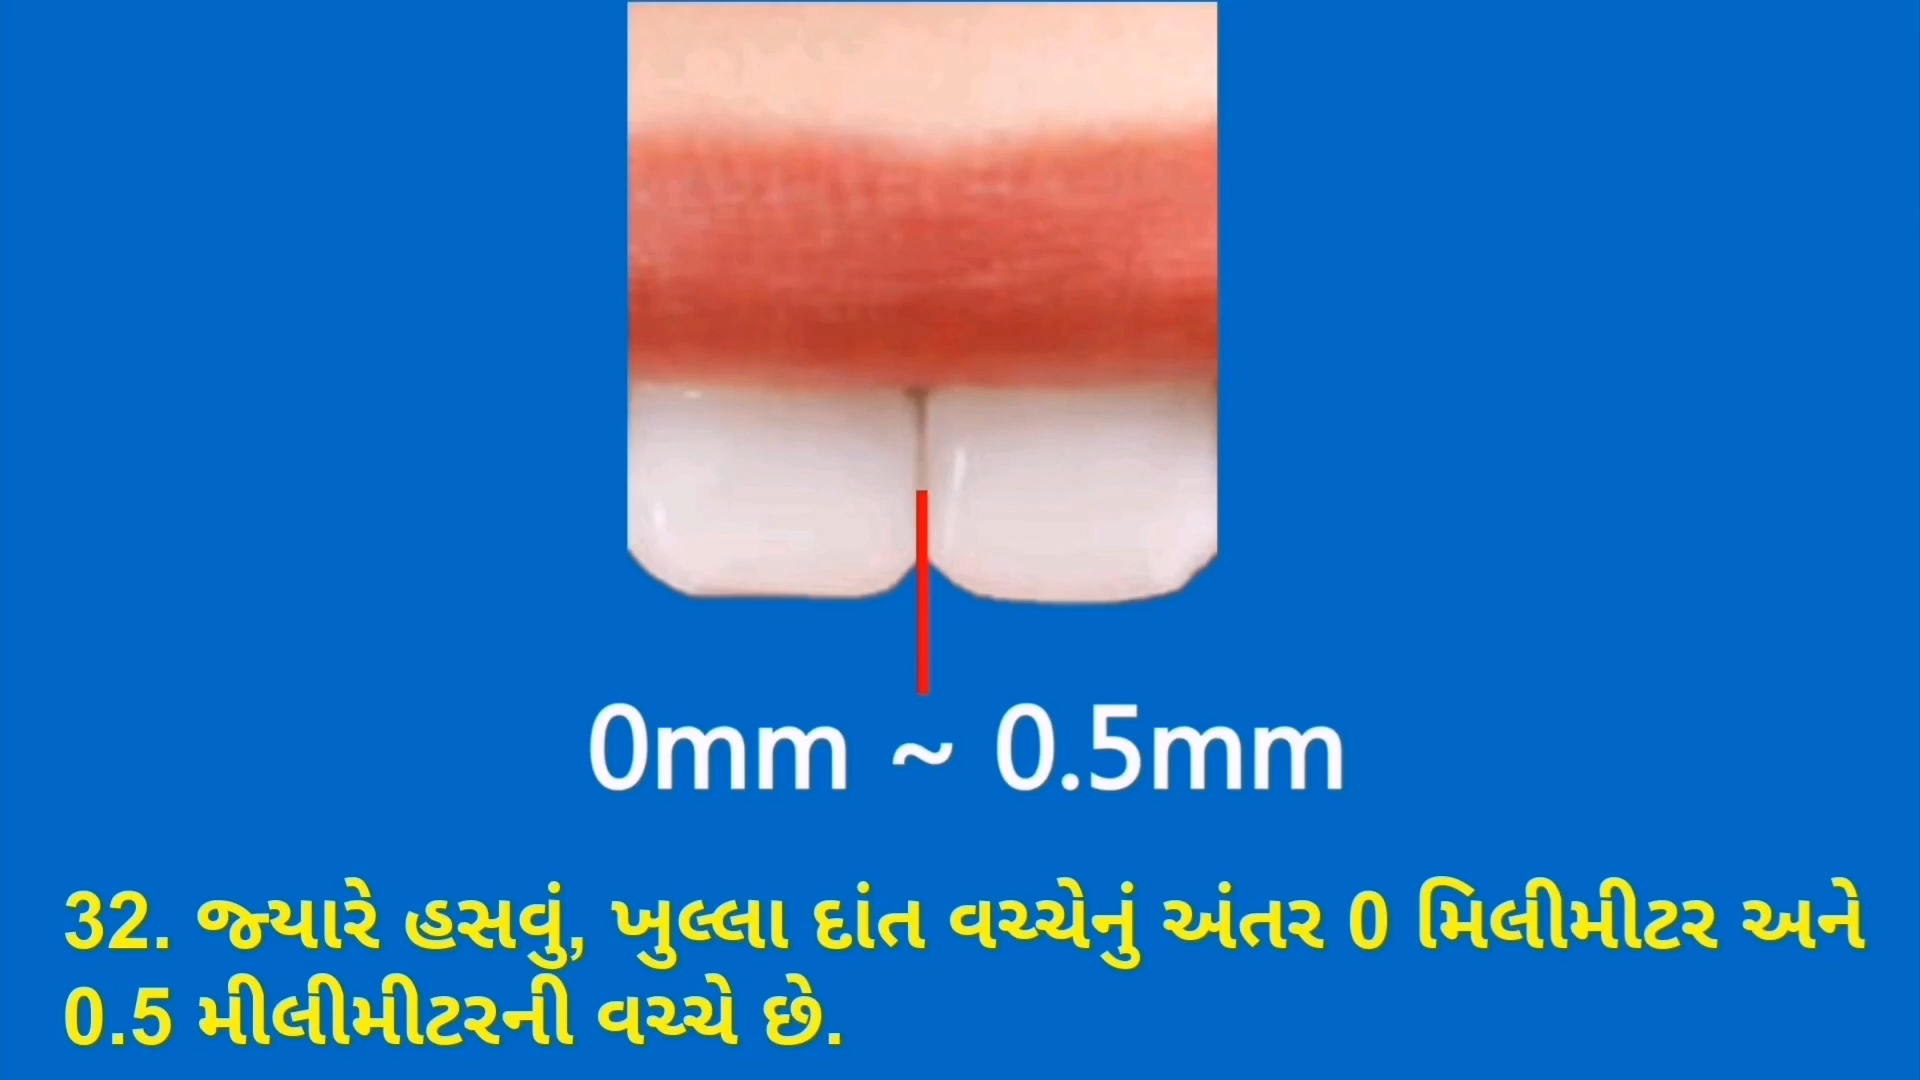 0mm ~ 0.5mm
32. જ્યારે હસવું, ખુલ્લા દાંત વચ્ચેનું અંતર 0 મિલીમીટર અને
0.5 મીલીમીટરની વચ્ચે છે.